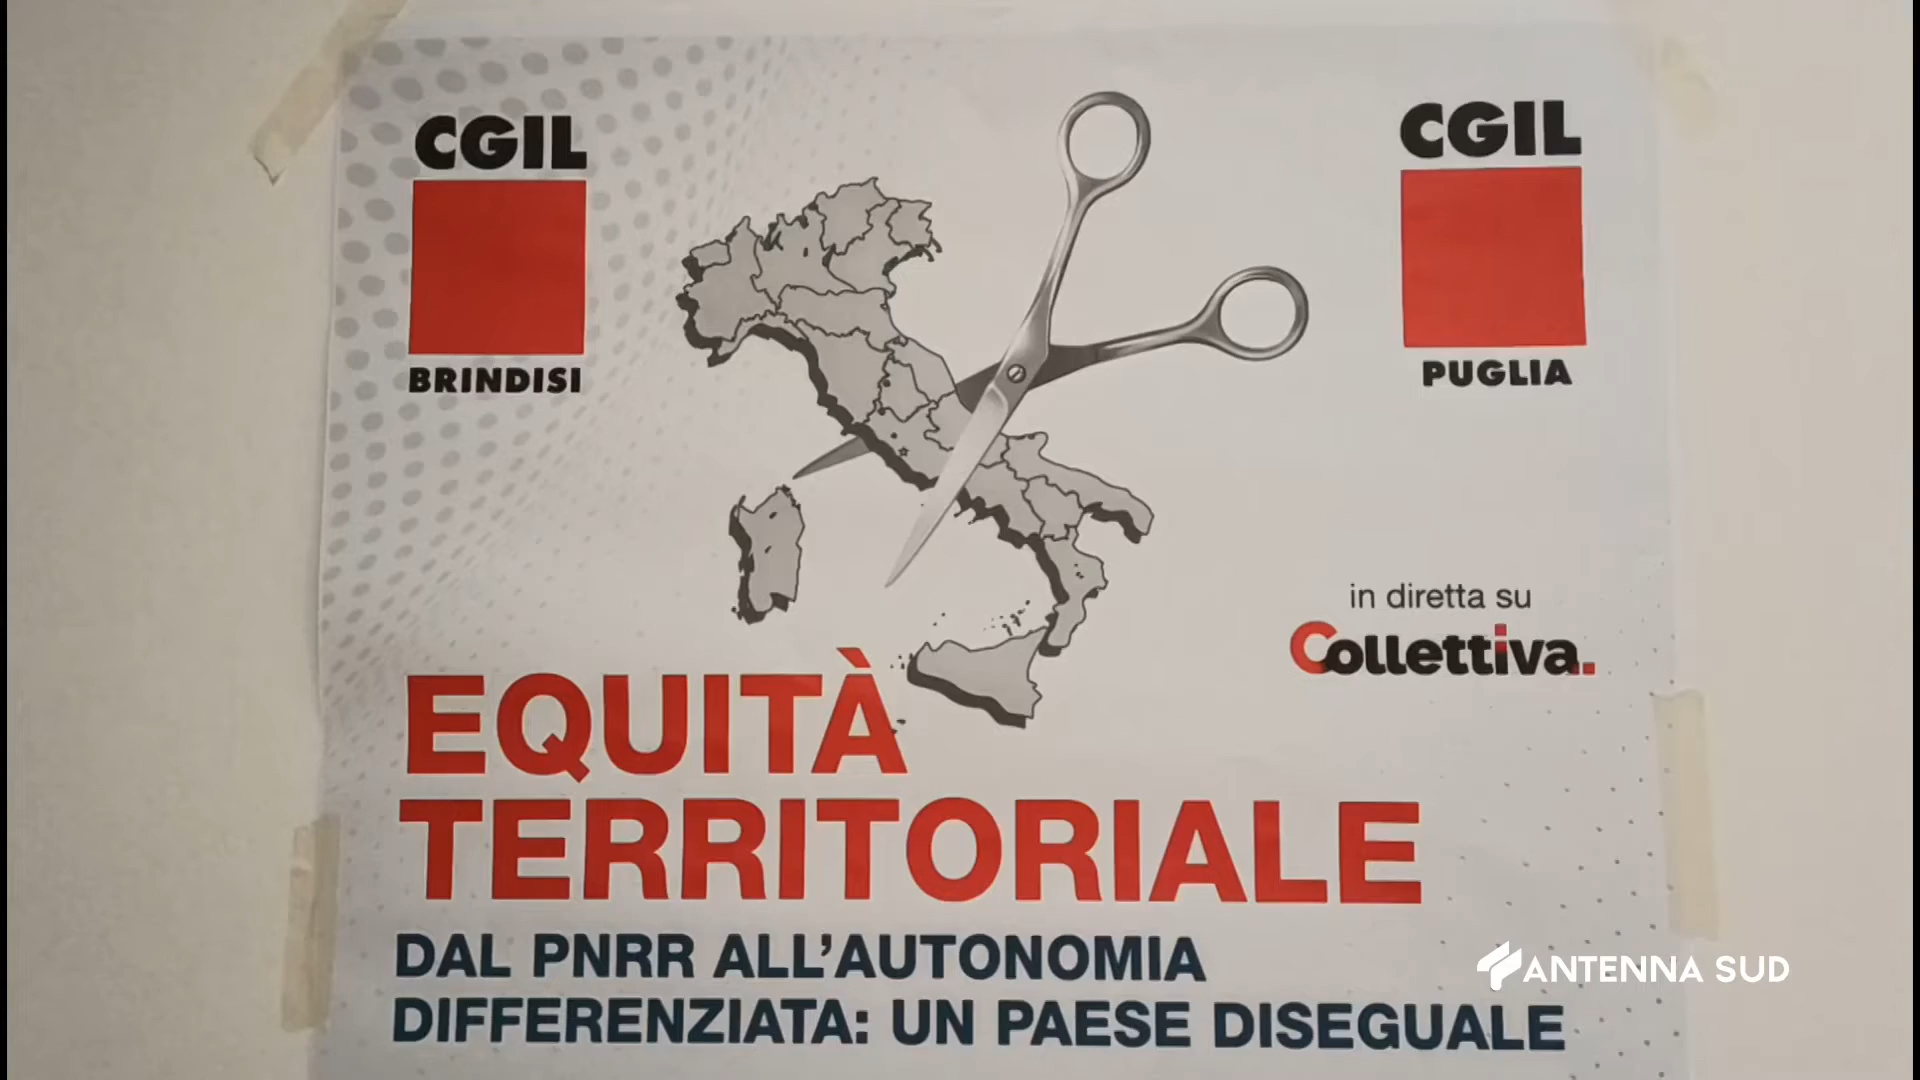 CGIL
BRINDISI
CGIL
PUGLIA
in diretta su
Collettiva.
EQUITÀ
TERRITORIALE
DAL PNRR ALL'AUTONOMIA
DIFFERENZIATA: UN PAESE DISEGUALE
ANTENNA SUD